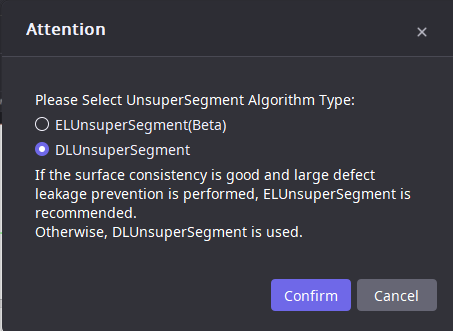 Attention
Please Select UnsuperSegment Algorithm Type:
ELUnsuperSegment(Beta)
DLUnsuperSegment
If the surface consistency is good and large defect
leakage prevention is performed, ELUnsuperSegment is
recommended.
Otherwise, DLUnsuperSegment is used.
Confirm Cancel